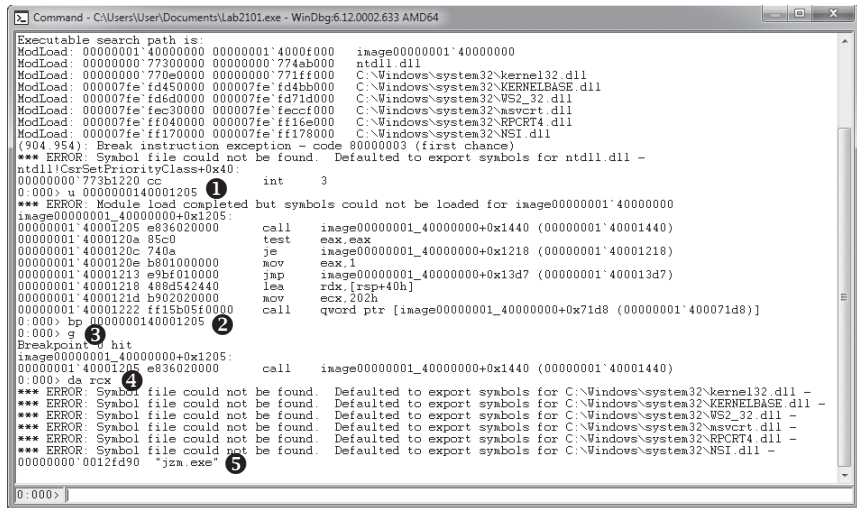 Command - C:\Users\User\Documents\Lab2101.exe - WinDbg:6.12.0002.633 AMD64
Executable search path is:
ModLoad: 00000001`40000000 00000001`4000f000   image00000001`40000000
ModLoad: 00000000`77300000 00000000`774ab000   ntdll.dll
ModLoad: 00000000`770e0000 00000000`771ff000   C:\Windows\system32\kernel32.dll
ModLoad: 000007fe`fd450000 000007fe`fd4bb000   C:\Windows\system32\KERNELBASE.dll
ModLoad: 000007fe`fd6d0000 000007fe`fd71d000   C:\Windows\system32\WS2_32.dll
ModLoad: 000007fe`fec30000 000007fe`feccf000   C:\Windows\system32\msvcrt.dll
ModLoad: 000007fe`ff040000 000007fe`ff16e000   C:\Windows\system32\RPCRT4.dll
ModLoad: 000007fe`ff170000 000007fe`ff178000   C:\Windows\system32\NSI.dll
(904.954): Break instruction exception - code 80000003 (first chance)
*** ERROR: Symbol file could not be found.  Defaulted to export symbols for ntdll.dll -
ntdll!CsrSetPriorityClass+0x40:
00000000`773b1220 cc              int     3
0:000> u 0000000140001205 ❶
*** ERROR: Module load completed but symbols could not be loaded for image00000001`40000000
image00000001_40000000+0x1205:
00000001`40001205 e836020000      call    image00000001_40000000+0x1440 (00000001`40001440)
00000001`4000120a 85c0            test    eax,eax
00000001`4000120c 740a            je      image00000001_40000000+0x1218 (00000001`40001218)
00000001`4000120e b801000000      mov     eax,1
00000001`40001213 e9bf010000      jmp     image00000001_40000000+0x13d7 (00000001`400013d7)
00000001`40001218 488d542440      lea     rdx,[rsp+40h]
00000001`4000121d b902020000      mov     ecx,202h
00000001`40001222 ff15b05f0000    call    qword ptr [image00000001_40000000+0x71d8 (00000001`400071d8)]
0:000> bp 0000000140001205 ❷
0:000> g ❸
Breakpoint 0 hit
image00000001_40000000+0x1205:
00000001`40001205 e836020000      call    image00000001_40000000+0x1440 (00000001`40001440)
0:000> da rcx ❹
*** ERROR: Symbol file could not be found.  Defaulted to export symbols for C:\Windows\system32\kernel32.dll -
*** ERROR: Symbol file could not be found.  Defaulted to export symbols for C:\Windows\system32\KERNELBASE.dll -
*** ERROR: Symbol file could not be found.  Defaulted to export symbols for C:\Windows\system32\WS2_32.dll -
*** ERROR: Symbol file could not be found.  Defaulted to export symbols for C:\Windows\system32\msvcrt.dll -
*** ERROR: Symbol file could not be found.  Defaulted to export symbols for C:\Windows\system32\RPCRT4.dll -
*** ERROR: Symbol file could not be found.  Defaulted to export symbols for C:\Windows\system32\NSI.dll -
00000000`0012fd90  "jzm.exe" ❺
0:000>